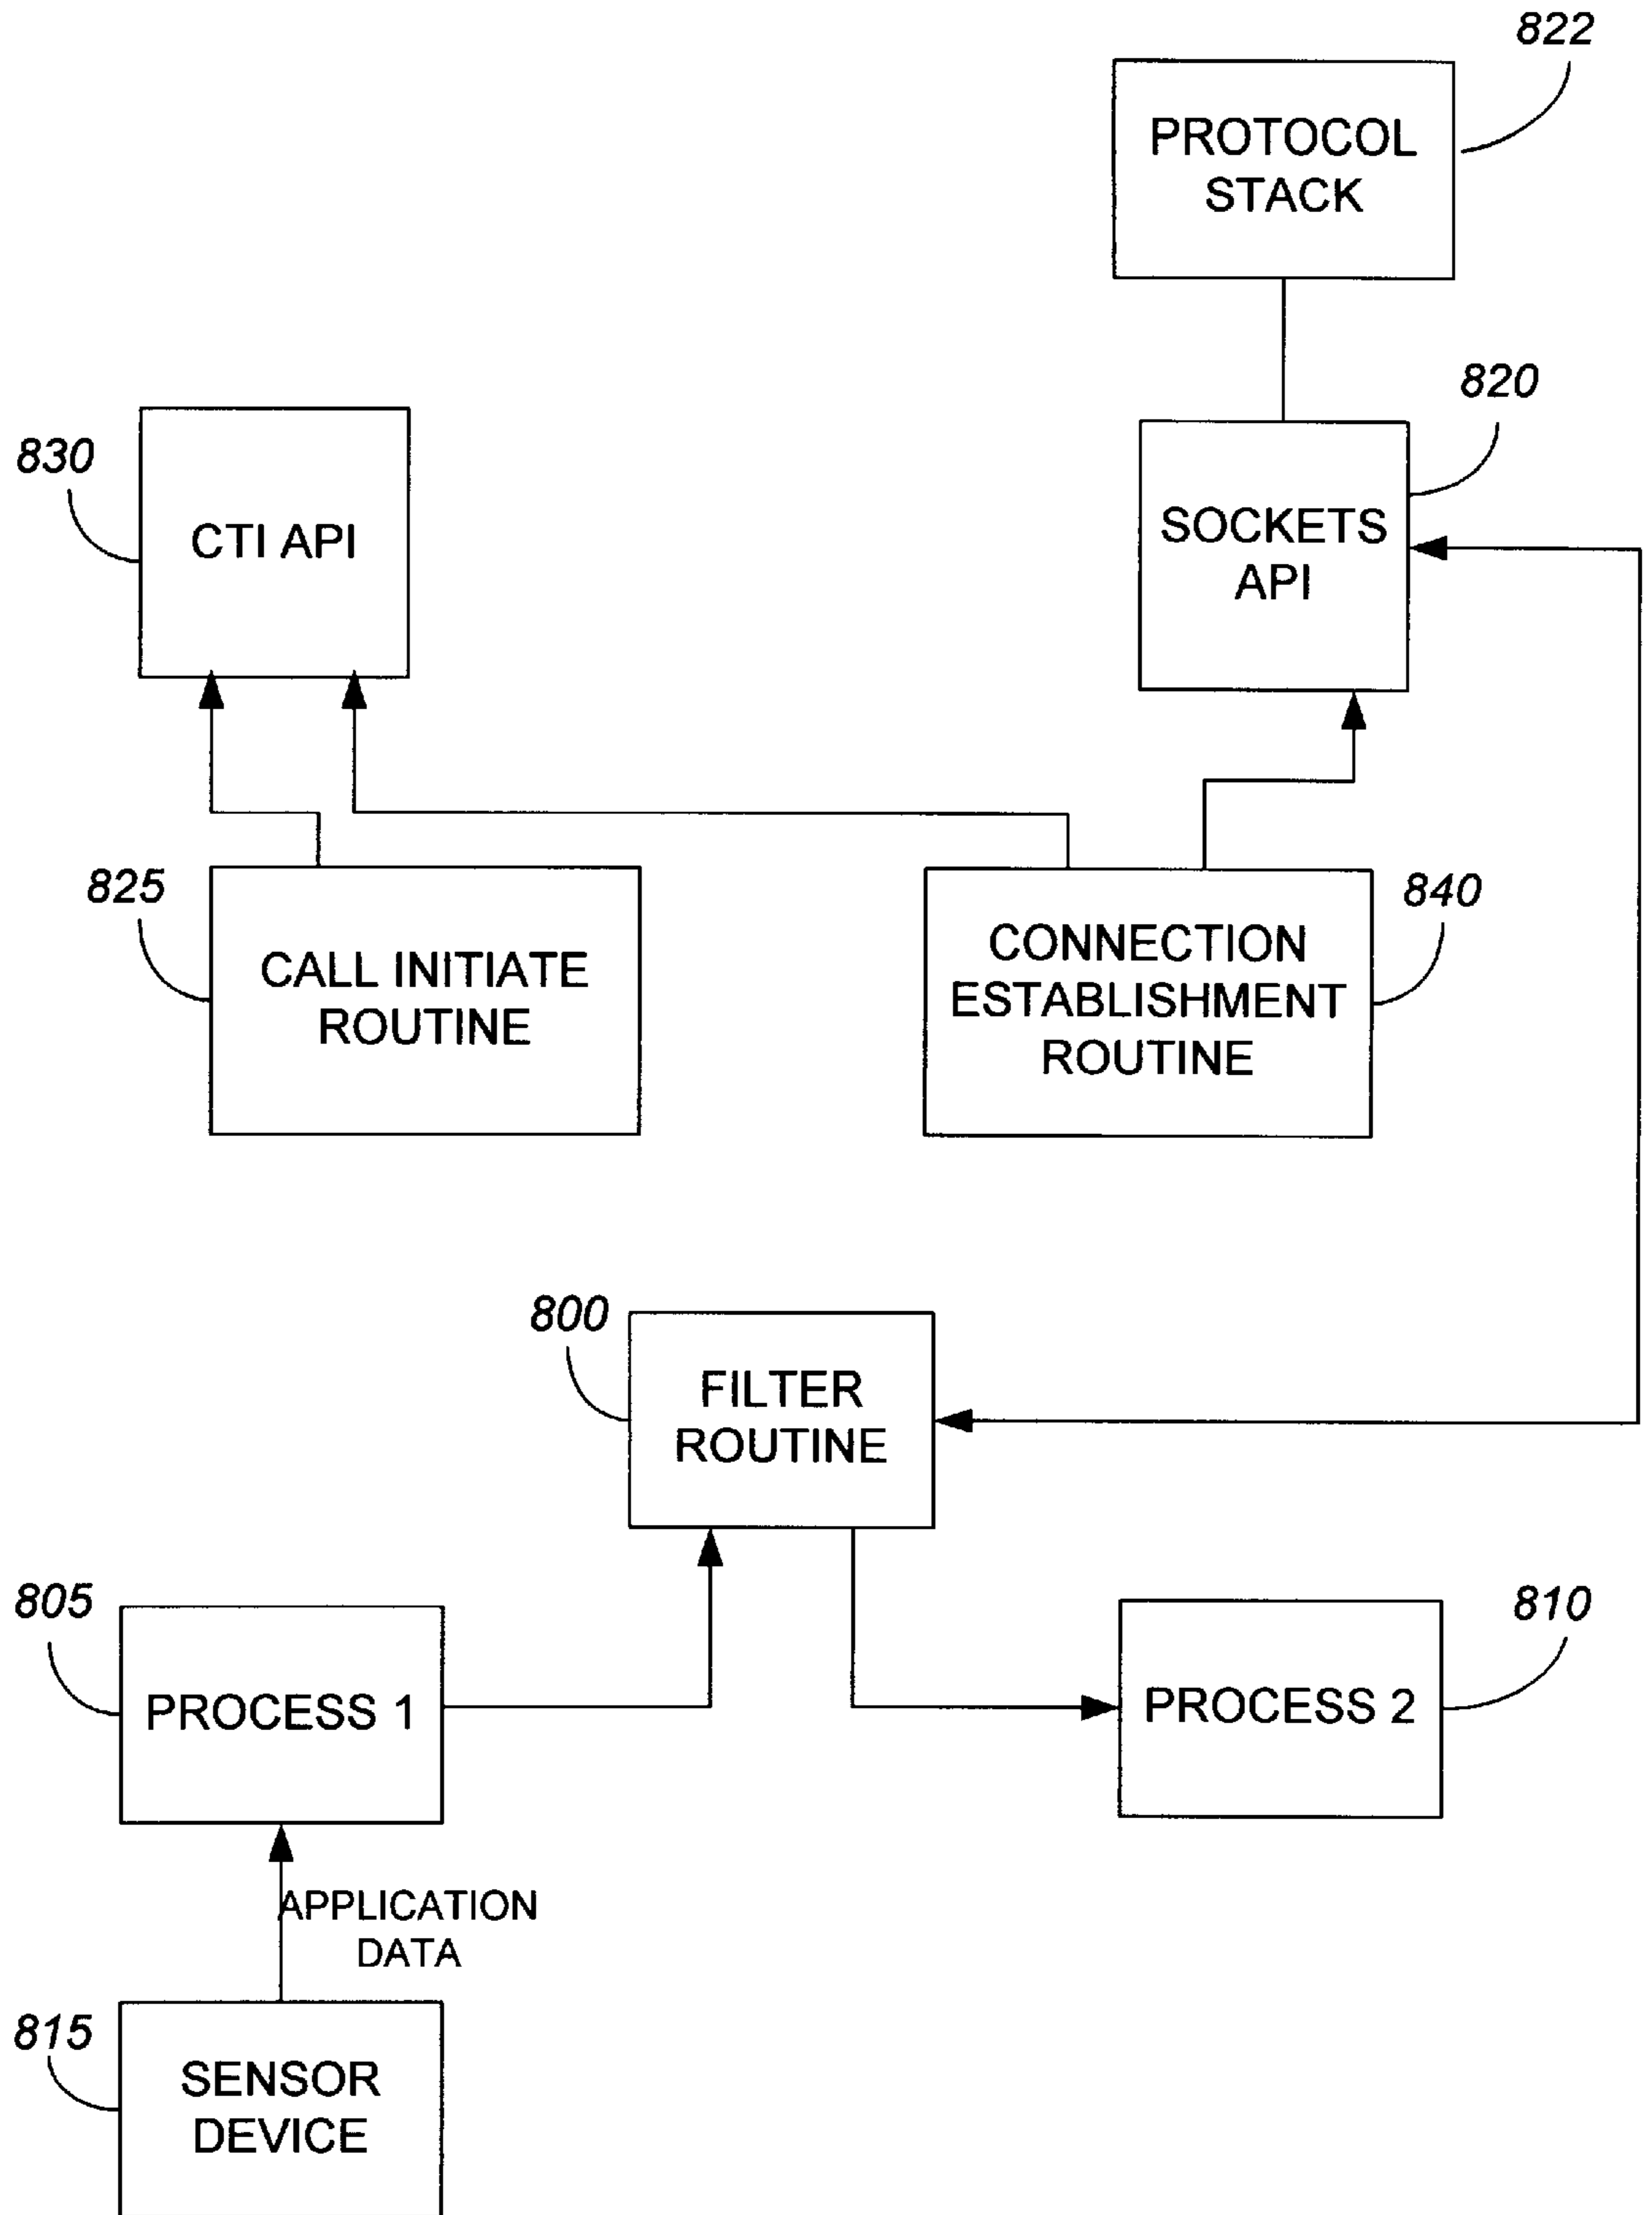 822
PROTOCOL
STACK
820
SOCKETS
API
830
CTI API
825
CALL INITIATE
ROUTINE
840
CONNECTION
ESTABLISHMENT
ROUTINE
800
FILTER
ROUTINE
805
PROCESS 1
810
PROCESS 2
APPLICATION
DATA
815
SENSOR
DEVICE